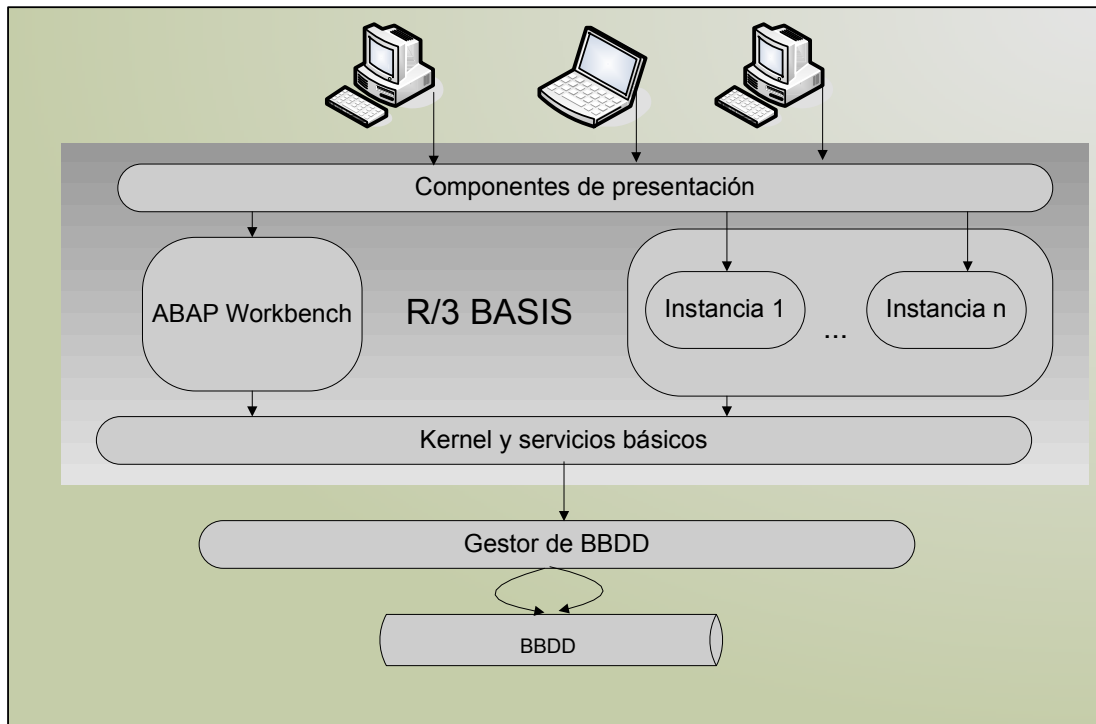 Componentes de presentación
ABAP Workbench
R/3 BASIS
Instancia 1
...
Instancia n
Kernel y servicios básicos
Gestor de BBDD
BBDD